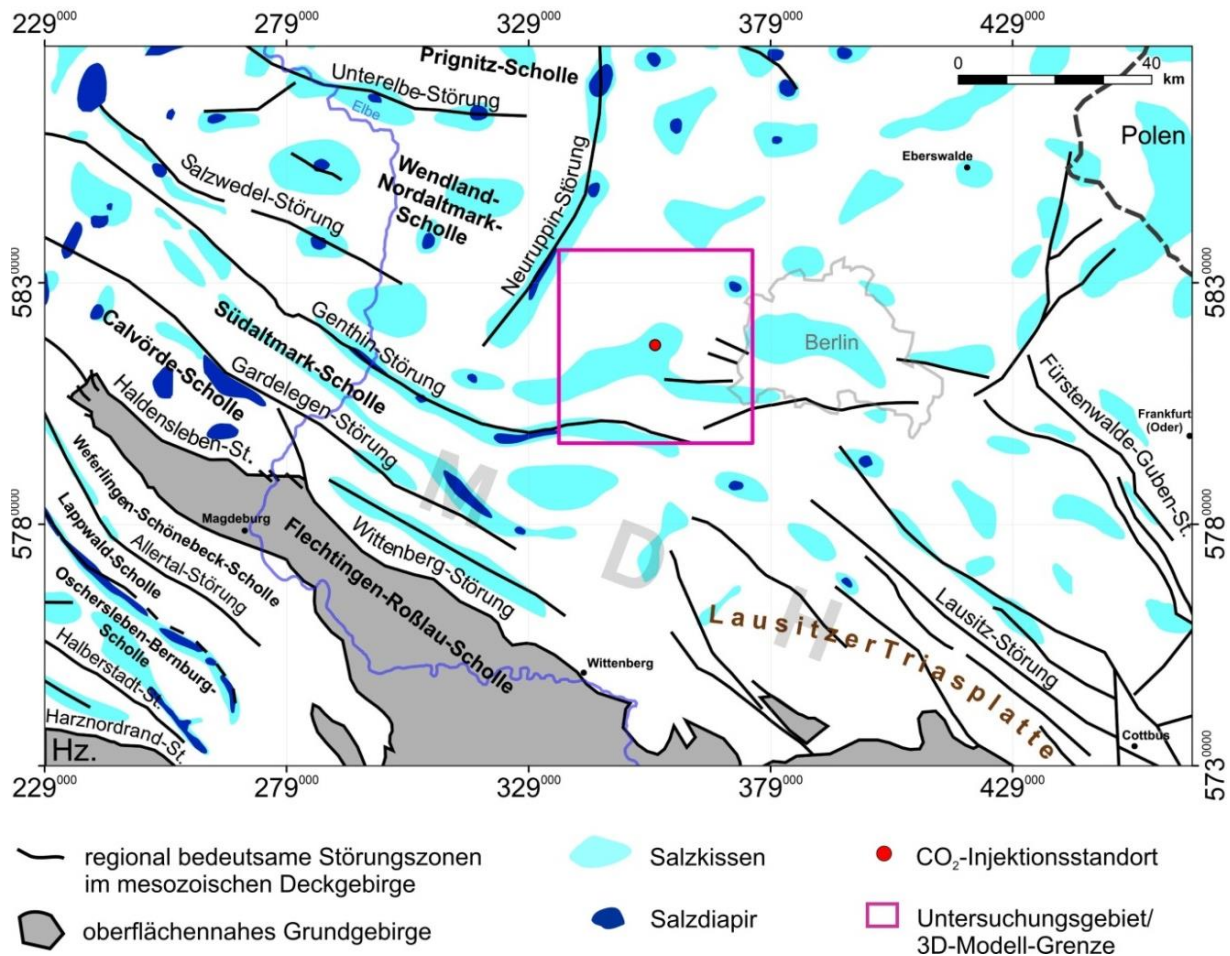 229⁰⁰⁰
279⁰⁰⁰
329⁰⁰⁰
379⁰⁰⁰
429⁰⁰⁰
Prignitz-Scholle
0
40
km
Unterelbe-Störung
Elbe
Polen
Eberswalde
Wendland-
Nordaltmark-
Scholle
Salzwedel-Störung
Neuruppin-Störung
583⁰⁰⁰⁰
583⁰⁰⁰⁰
Genthin-Störung
Südaltmark-Scholle
Calvörde-Scholle
Gardelegen-Störung
Berlin
Haldensleben-St.
Fürstenwalde-Guben-St.
Frankfurt
(Oder)
M
D
H
578⁰⁰⁰⁰
578⁰⁰⁰⁰
Magdeburg
Weferlingen-Schönebeck-Scholle
Lappwald-Scholle
Allertal-Störung
Flechtingen-Roßlau-Scholle
Wittenberg-Störung
Oschersleben-Bernburg-
Scholle
Halberstadt-St.
Harznordrand-St.
Hz.
Wittenberg
Lausitzer Triasplatte
Lausitz-Störung
Cottbus
573⁰⁰⁰⁰
229⁰⁰⁰
279⁰⁰⁰
329⁰⁰⁰
379⁰⁰⁰
429⁰⁰⁰
regional bedeutsame Störungszonen
im mesozoischen Deckgebirge
oberflächennahes Grundgebirge
Salzkissen
Salzdiapir
CO₂-Injektionsstandort
Untersuchungsgebiet/
3D-Modell-Grenze